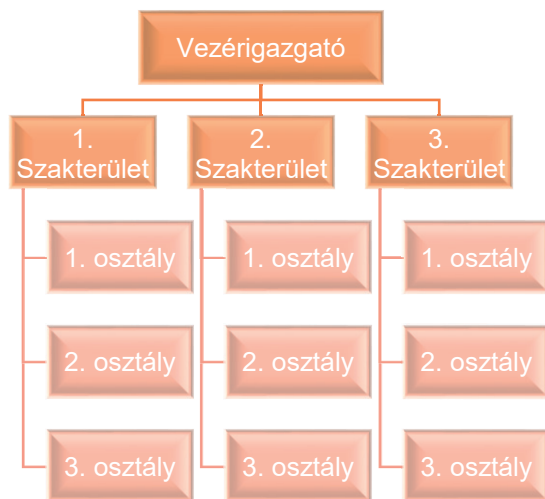 Vezérigazgató
1.
Szakterület
2.
Szakterület
3.
Szakterület
1. osztály
1. osztály
1. osztály
2. osztály
2. osztály
2. osztály
3. osztály
3. osztály
3. osztály